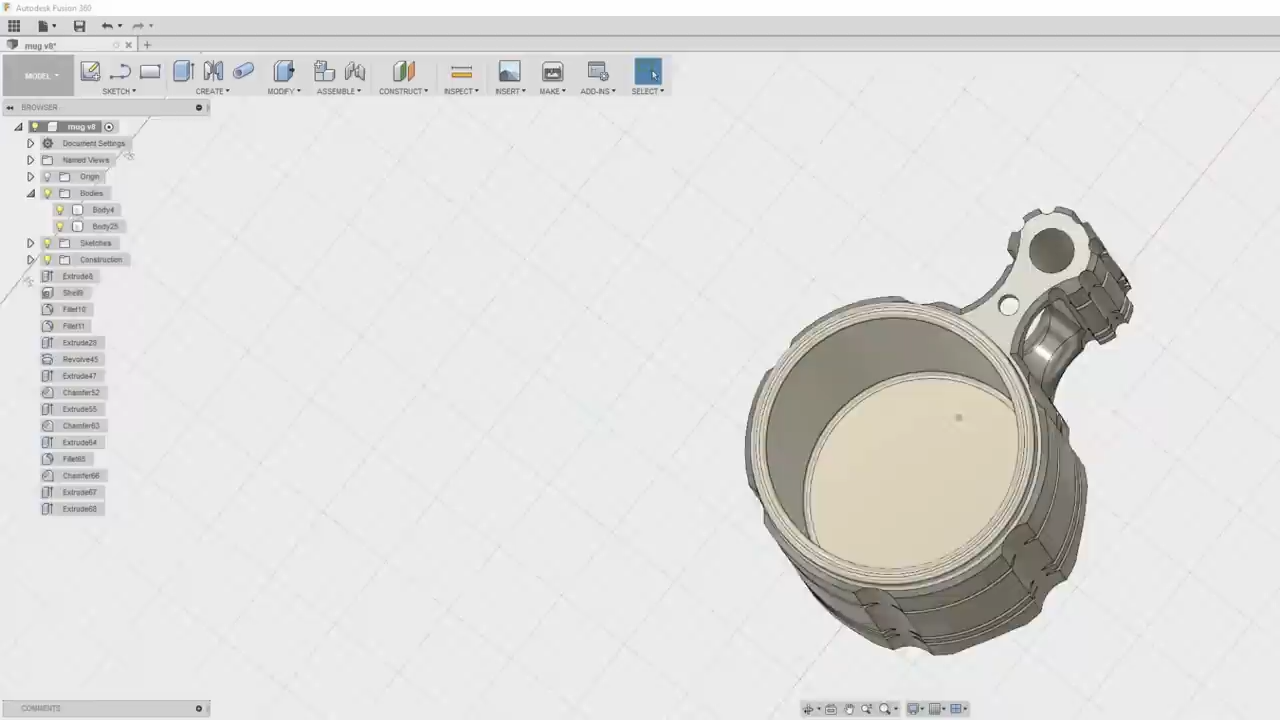 Autodesk Fusion 360
mug v8*
MODEL
SKETCH
CREATE
MODIFY
ASSEMBLE
CONSTRUCT
INSPECT
INSERT
MAKE
ADD-INS
SELECT
BROWSER
mug v8
Document Settings
Named Views
Origin
Bodies
Body4
Body25
Sketches
Construction
Extrude8
Shell9
Fillet10
Fillet11
Extrude29
Revolve45
Extrude47
Chamfer52
Extrude55
Chamfer63
Extrude64
Fillet65
Chamfer66
Extrude67
Extrude68
COMMENTS